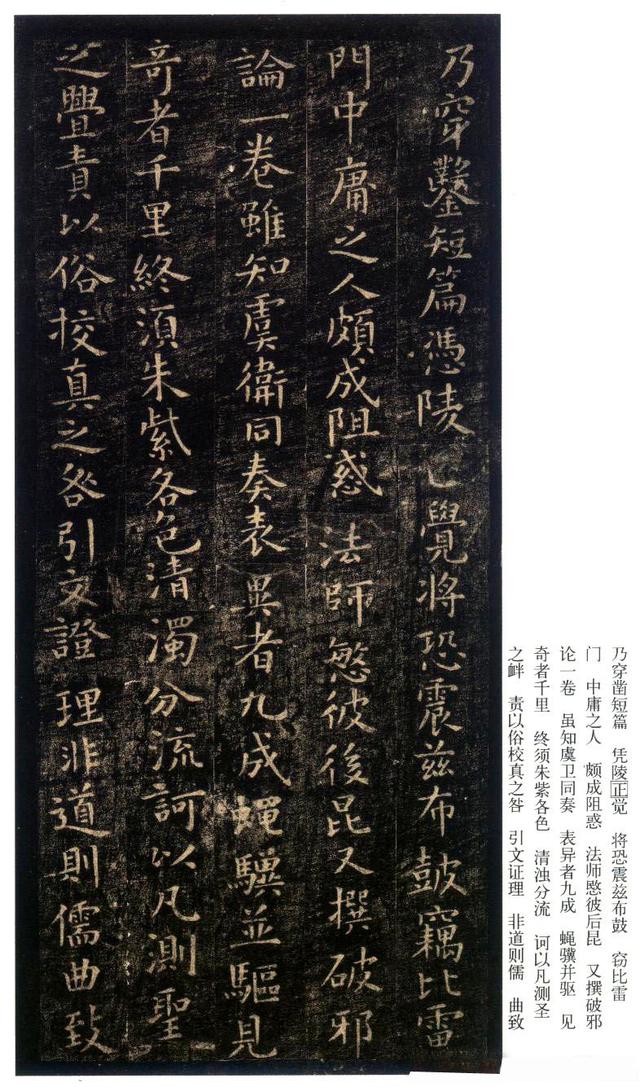 乃穿鑿短篇憑陵正覺將恐震茲布鼓竊比雷
門中庸之人頗成阻惑法師慜彼後昆又撰破邪
論一卷雖知虞衛同奏表異者九成蝇驥並驅見
奇者千里終須朱紫各色清濁分流訶以凡測聖
之舋責以俗校真之咎引文證理非道則儒曲致
乃穿凿短篇 凭陵正觉 将恐震兹布鼓 窃比雷
门 中庸之人 颇成阻惑 法师愍彼后昆 又撰破邪
论一卷 虽知虞卫同奏 表异者九成 蝇骥并驱 见
奇者千里 终须朱紫各色 清浊分流 诃以凡测圣
之衅 责以俗校真之咎 引文证理 非道则儒 曲致